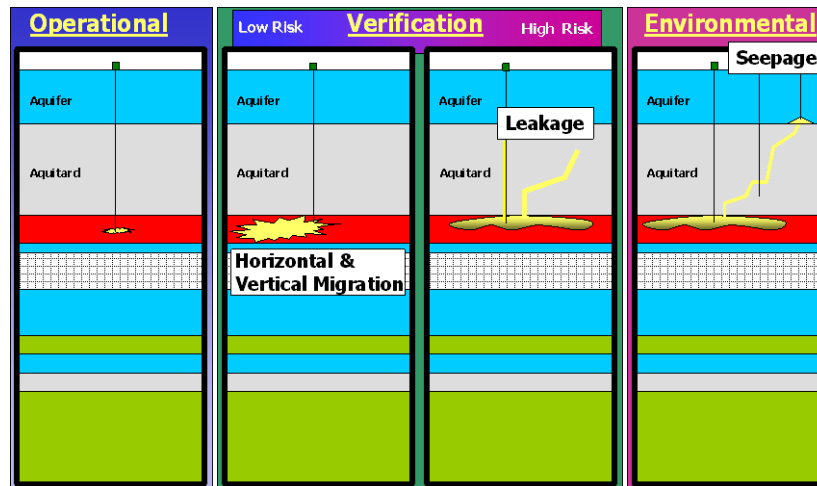 Operational
Low Risk
Verification
High Risk
Environmental
Seepage
Aquifer
Aquifer
Aquifer
Aquifer
Leakage
Aquitard
Aquitard
Aquitard
Aquitard
Horizontal &
Vertical Migration